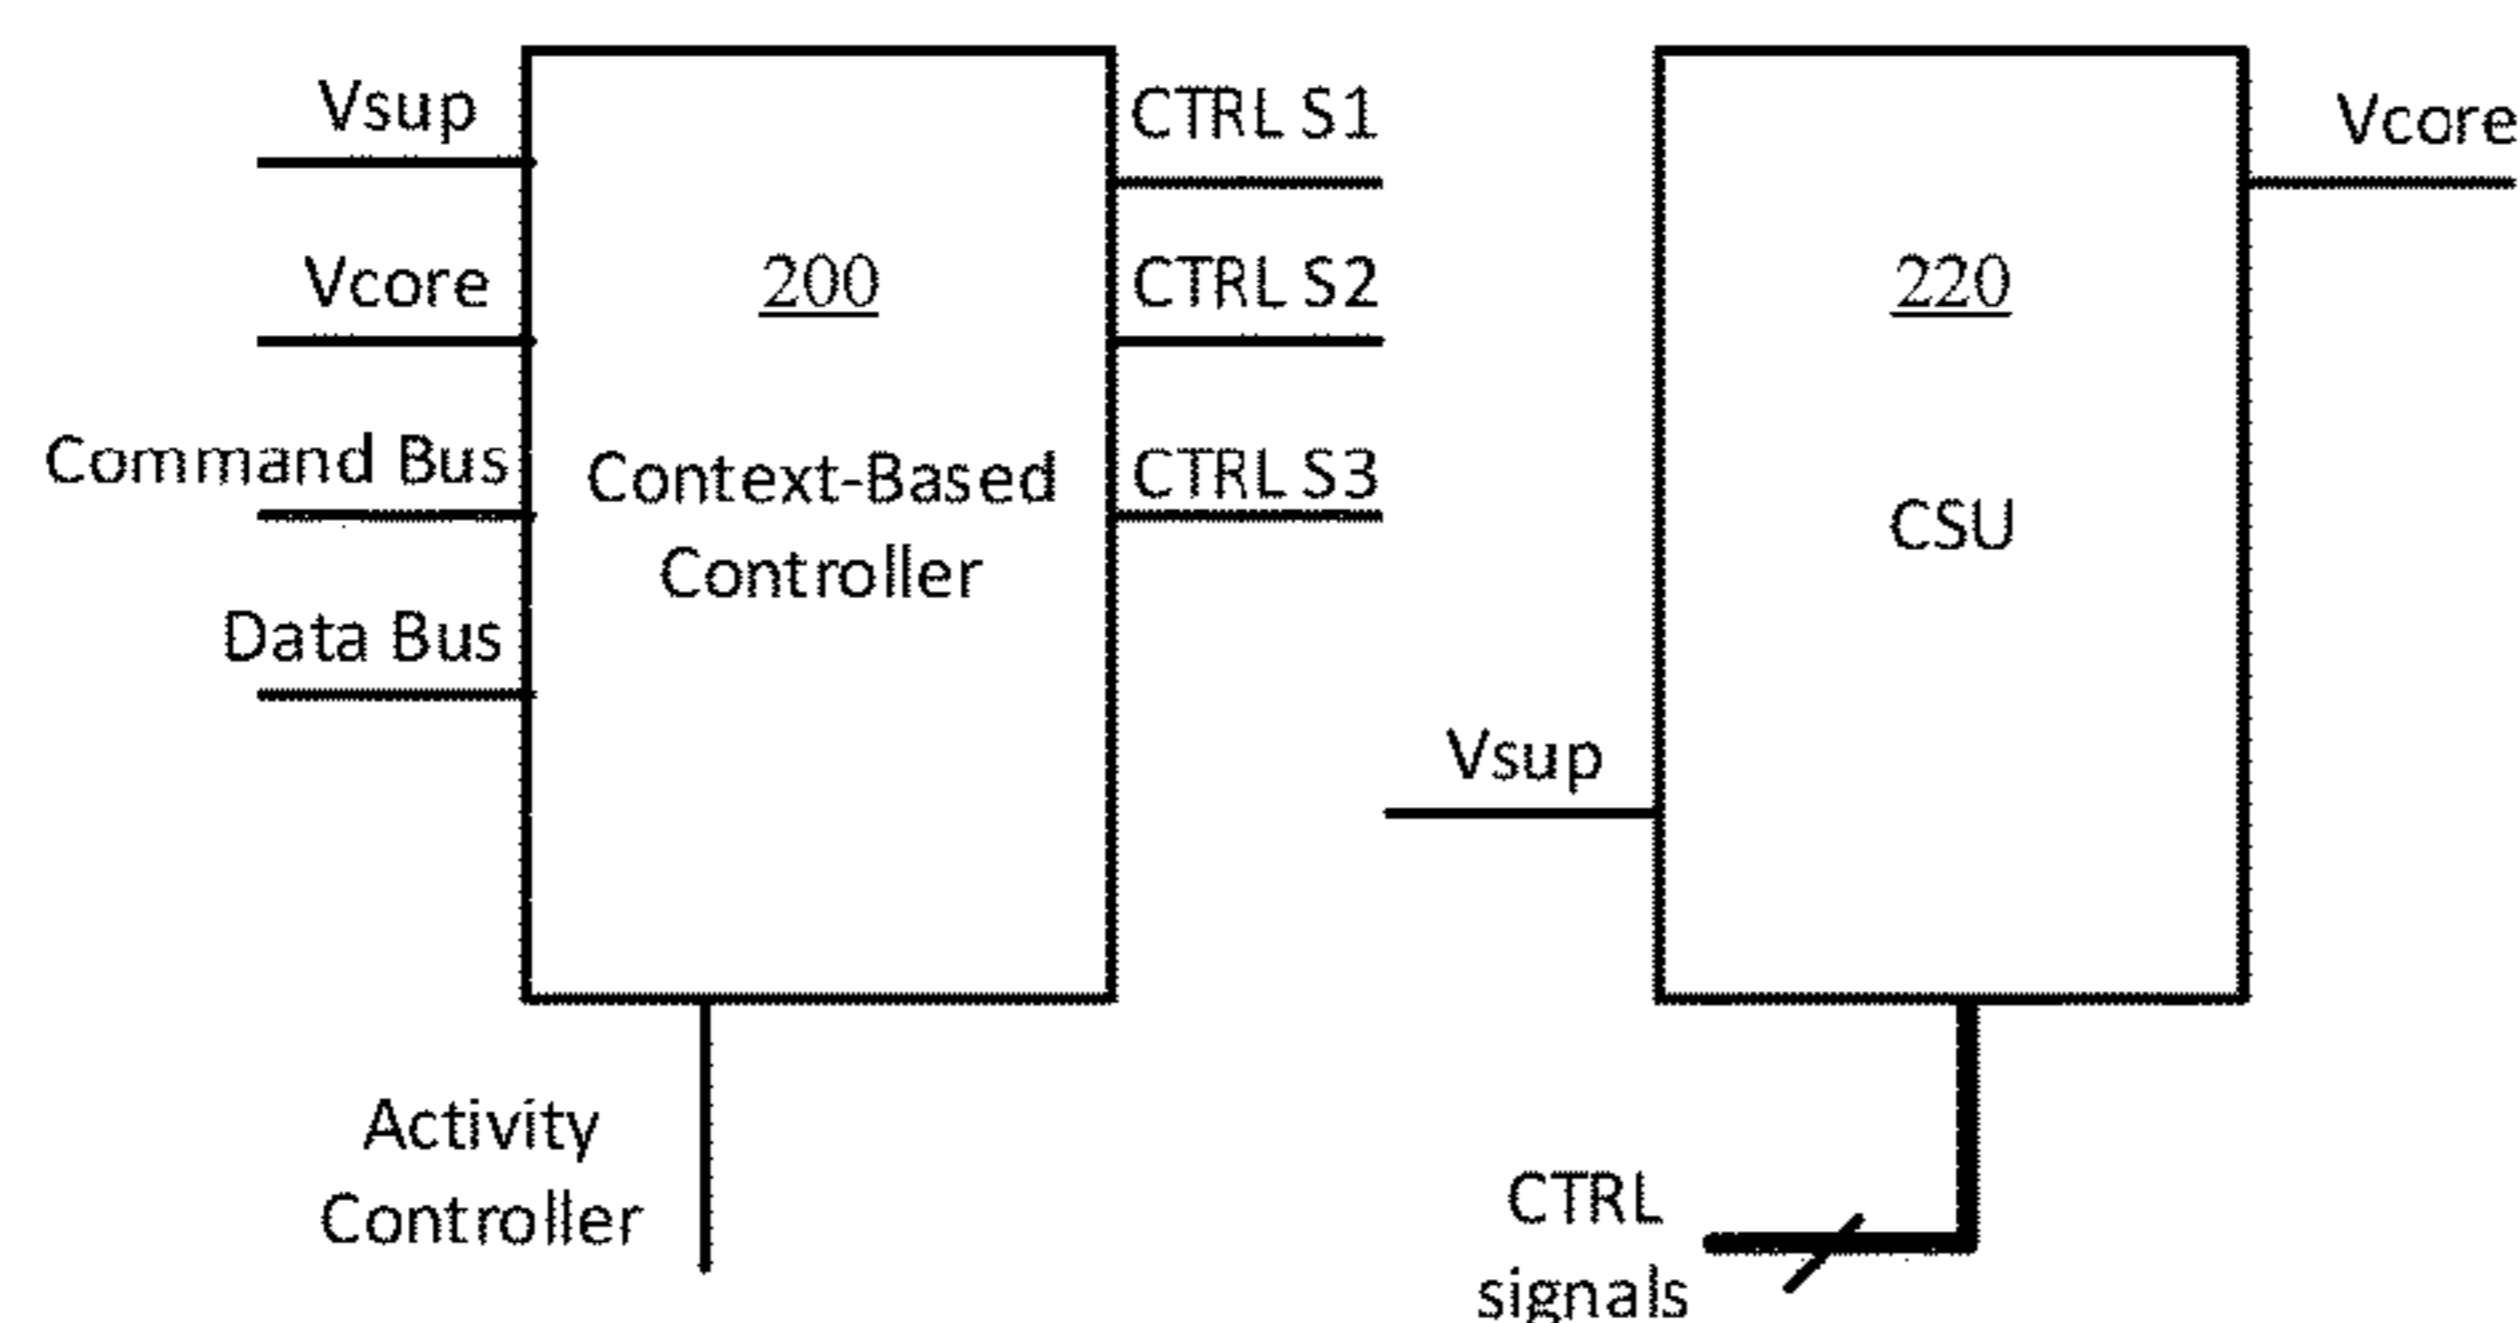 Vsup
Vcore
Command Bus
Data Bus
200
Context-Based
Controller
CTRL S1
CTRL S2
CTRL S3
Activity
Controller
Vcore
220
CSU
Vsup
CTRL
signals